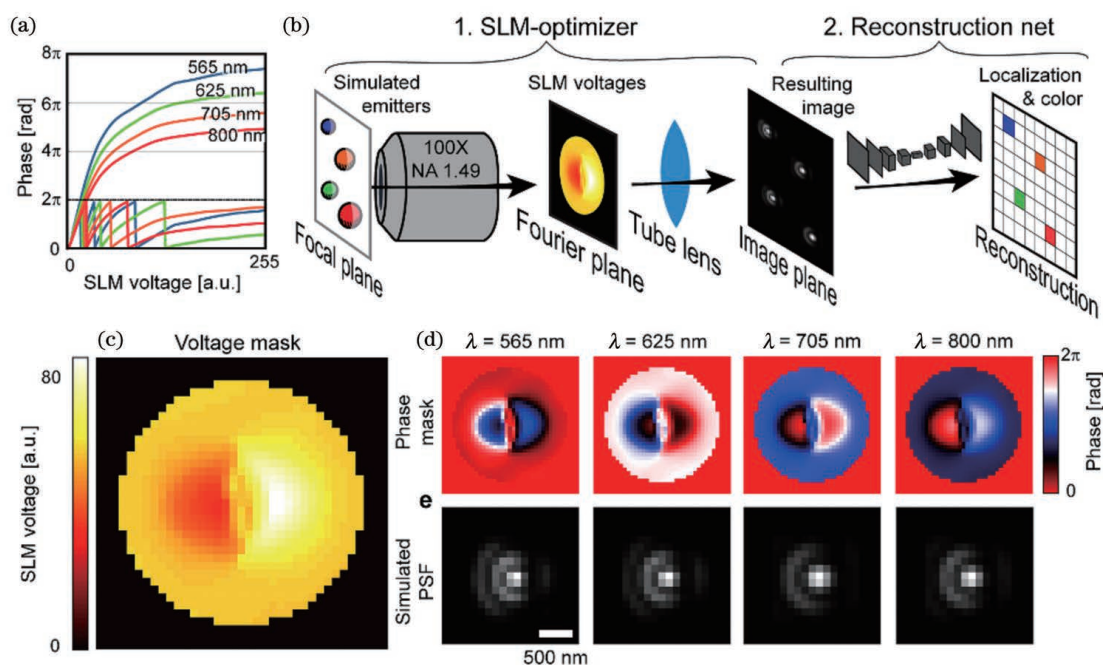 (a)
8π
6π
4π
2π
0
Phase [rad]
565 nm
625 nm
705 nm
800 nm
0
255
SLM voltage [a.u.]
(b)
1. SLM-optimizer
2. Reconstruction net
Simulated
emitters
SLM voltages
Resulting
image
Localization
& color
100X
NA 1.49
Focal plane
Fourier plane
Tube lens
Image plane
Reconstruction
(c)
Voltage mask
80
0
SLM voltage [a.u.]
(d)
λ = 565 nm
λ = 625 nm
λ = 705 nm
λ = 800 nm
Phase
mask
2π
0
Phase [rad]
e
Simulated
PSF
500 nm